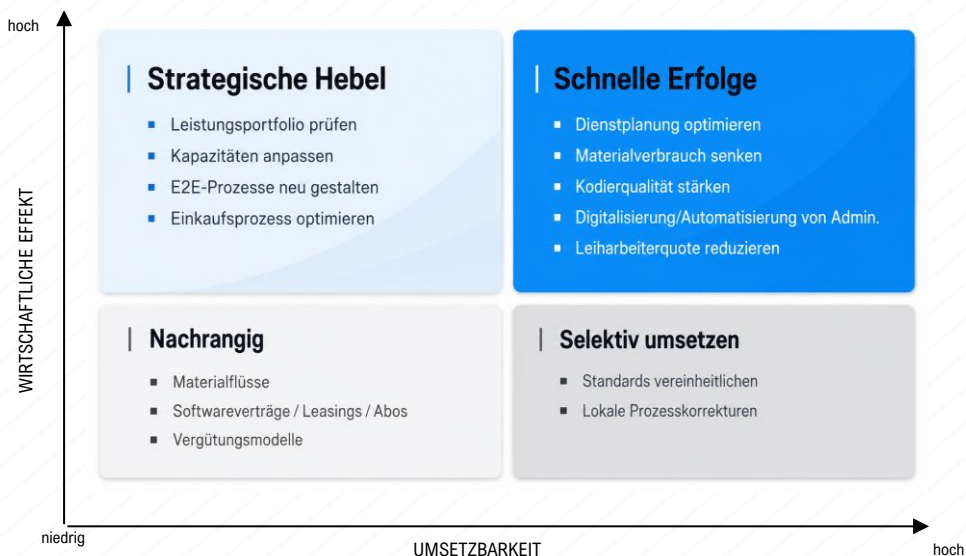 hoch
WIRTSCHAFTLICHE EFFEKT
Strategische Hebel
Leistungsportfolio prüfen
Kapazitäten anpassen
E2E-Prozesse neu gestalten
Einkaufsprozess optimieren
Schnelle Erfolge
Dienstplanung optimieren
Materialverbrauch senken
Kodierqualität stärken
Digitalisierung/Automatisierung von Admin.
Leiharbeiterquote reduzieren
Nachrangig
Materialflüsse
Softwareverträge / Leasings / Abos
Vergütungsmodelle
Selektiv umsetzen
Standards vereinheitlichen
Lokale Prozesskorrekturen
niedrig
UMSETZBARKEIT
hoch